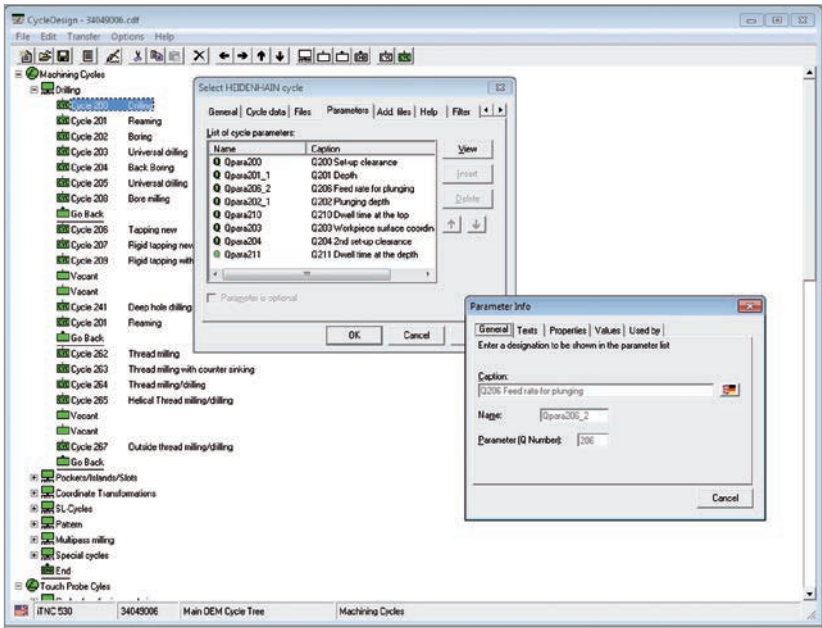 CycleDesign - 34049006.cdf
File Edit Transfer Options Help
Machining Cycles
Drilling
Cycle 200 Drilling
Cycle 201 Reaming
Cycle 202 Boring
Cycle 203 Universal drilling
Cycle 204 Back Boring
Cycle 205 Universal drilling
Cycle 208 Bore milling
Go Back
Cycle 206 Tapping new
Cycle 207 Rigid tapping new
Cycle 209 Rigid tapping with
Vacant
Vacant
Cycle 241 Deep hole drilling
Cycle 201 Reaming
Go Back
Cycle 262 Thread milling
Cycle 263 Thread milling with counter sinking
Cycle 264 Thread milling/drilling
Cycle 265 Helical Thread milling/drilling
Vacant
Vacant
Cycle 267 Outside thread milling/drilling
Go Back
Pockets/Islands/Slots
Coordinate Transformations
SL-Cycles
Pattern
Multipass milling
Special cycles
End
Touch Probe Cyles
Select HEIDENHAIN cycle
General Cycle data Files Parameters Add. files Help Filter
List of cycle parameters:
Name Caption
Qpara200 Q200 Set-up clearance
Qpara201_1 Q201 Depth
Qpara206_2 Q206 Feed rate for plunging
Qpara202_1 Q202 Plunging depth
Qpara210 Q210 Dwell time at the top
Qpara203 Q203 Workpiece surface coordin
Qpara204 Q204 2nd set-up clearance
Qpara211 Q211 Dwell time at the depth
View
Insert
Delete
Parameter is optional
OK Cancel
Parameter Info
General Texts Properties Values Used by
Enter a designation to be shown in the parameter list
Caption:
Q206 Feed rate for plunging
Name: Qpara206_2
Parameter (Q Number): 206
Cancel
iTNC 530 34049006 Main OEM Cycle Tree Machining Cycles